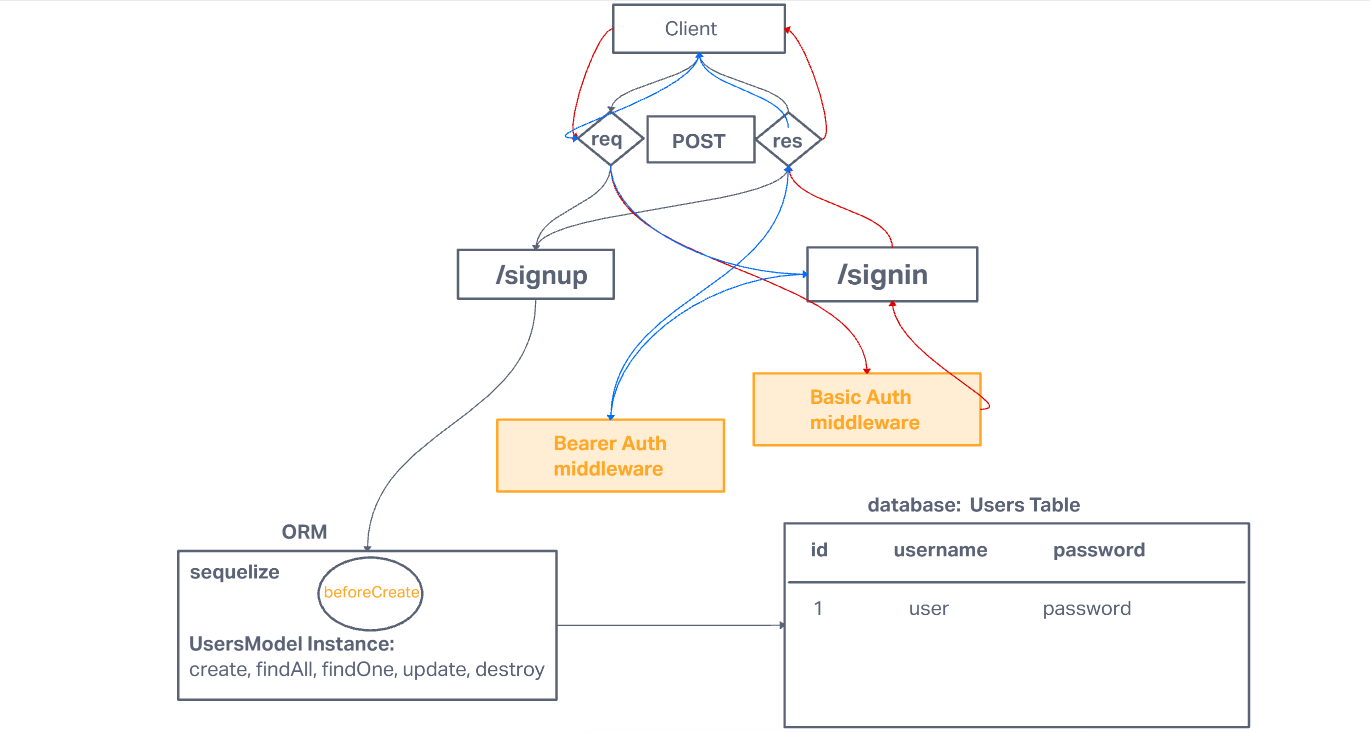 Client
req
POST
res
/signup
/signin
Basic Auth
middleware
Bearer Auth
middleware
database: Users Table
ORM
id username password
sequelize
beforeCreate
1 user password
UsersModel Instance:
create, findAll, findOne, update, destroy